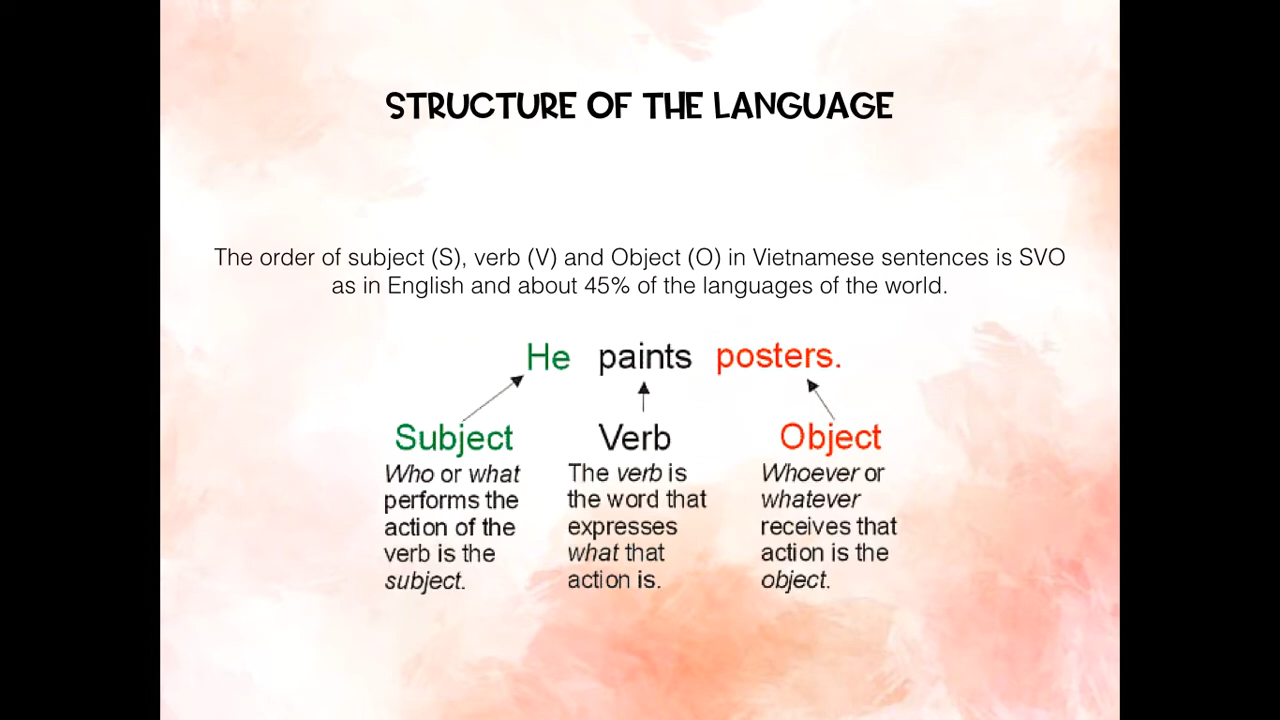 STRUCTURE OF THE LANGUAGE
The order of subject (S), verb (V) and Object (O) in Vietnamese sentences is SVO
as in English and about 45% of the languages of the world.
He paints posters.
Subject
Who or what
performs the
action of the
verb is the
subject.
Verb
The verb is
the word that
expresses
what that
action is.
Object
Whoever or
whatever
receives that
action is the
object.